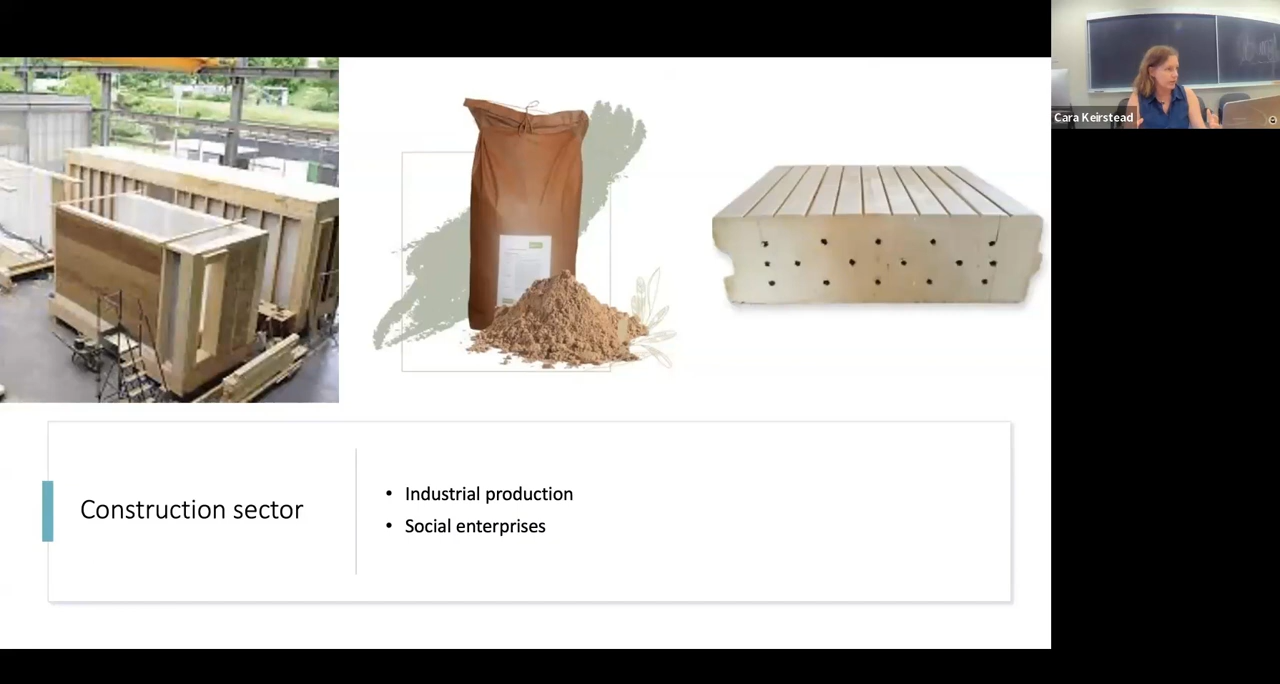 Cara Keirstead
Construction sector
• Industrial production
• Social enterprises